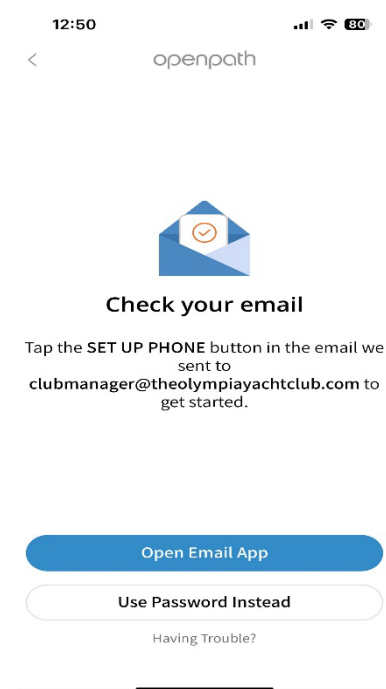 12:50
80
openpath
Check your email
Tap the SET UP PHONE button in the email we
sent to
clubmanager@theolympiayachtclub.com to
get started.
Open Email App
Use Password Instead
Having Trouble?